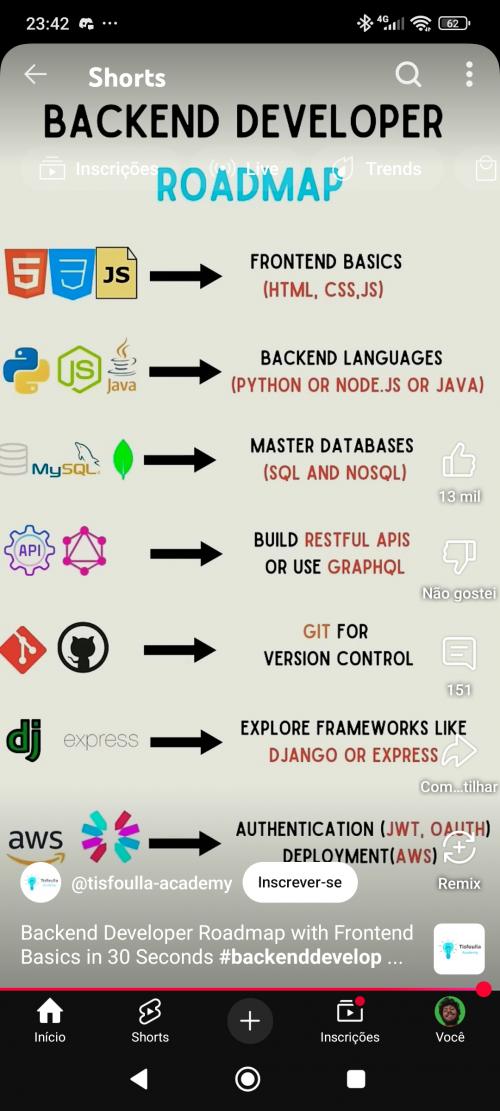 23:42
4G
62
Shorts
BACKEND DEVELOPER
Inscrições
Live
Trends
ROADMAP
JS
FRONTEND BASICS
(HTML, CSS,JS)
JS
Java
BACKEND LANGUAGES
(PYTHON OR NODE.JS OR JAVA)
MySQL
MASTER DATABASES
(SQL AND NOSQL)
13 mil
API
BUILD RESTFUL APIS
OR USE GRAPHQL
Não gostei
GIT FOR
VERSION CONTROL
151
dj
express
EXPLORE FRAMEWORKS LIKE
DJANGO OR EXPRESS
Com...tilhar
aws
AUTHENTICATION (JWT, OAUTH)
DEPLOYMENT(AWS)
@tisfoulla-academy
Inscrever-se
Remix
Backend Developer Roadmap with Frontend
Basics in 30 Seconds #backenddevelop ...
Tisfoulla
Academy
Início
Shorts
Inscrições
Você